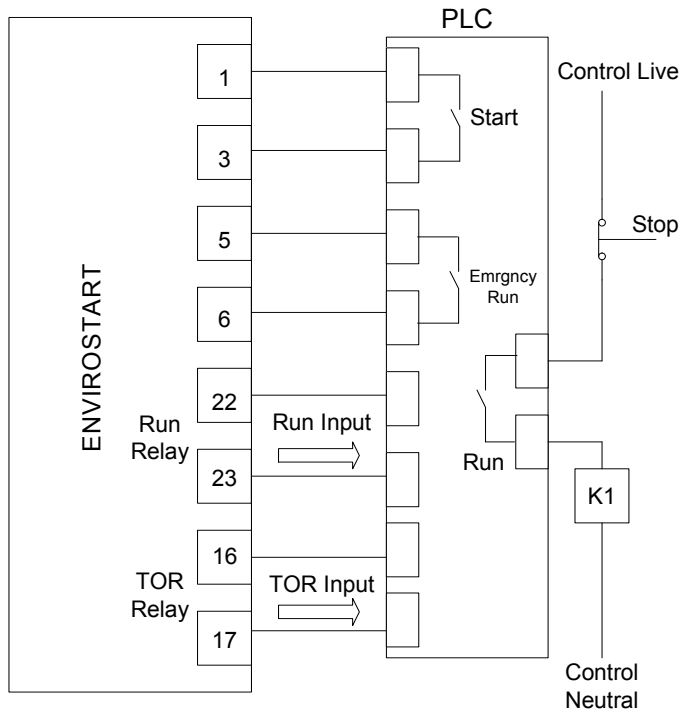 PLC
1
Control Live
Start
3
Stop
5
Emrgncy
Run
6
ENVIROSTART
22
Run
Relay
Run Input
Run
23
K1
16
TOR
Relay
TOR Input
17
Control
Neutral